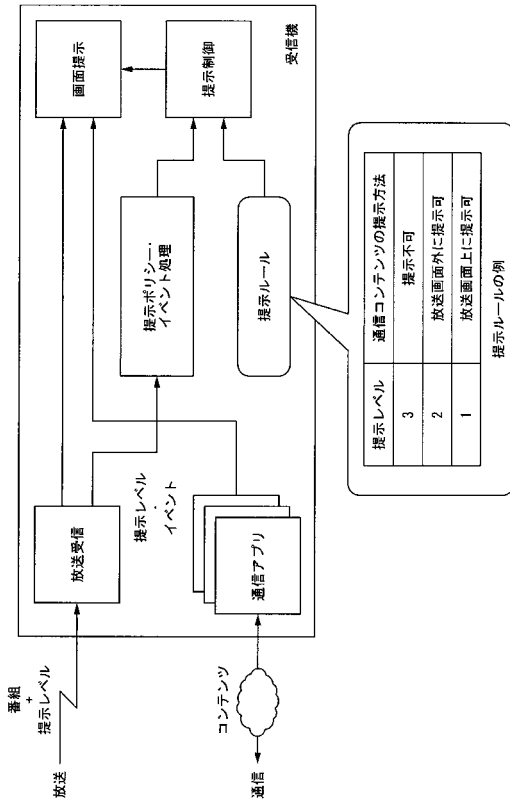 放送
番組
+
提示レベル
放送受信
画面提示
提示レベル
・
イベント
提示ポリシー・
イベント処理
提示制御
提示ルール
通信アプリ
受信機
コンテンツ
通信
提示レベル 通信コンテンツの提示方法
3 提示不可
2 放送画面外に提示可
1 放送画面上に提示可
提示ルールの例